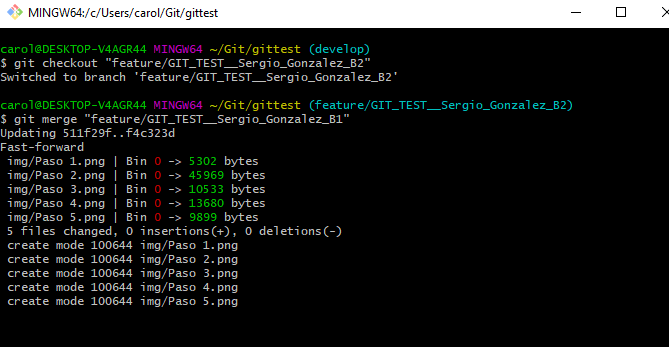 MINGW64:/c/Users/carol/Git/gittest
carol@DESKTOP-V4AGR44 MINGW64 ~/Git/gittest (develop)
$ git checkout "feature/GIT_TEST__Sergio_Gonzalez_B2"
Switched to branch 'feature/GIT_TEST__Sergio_Gonzalez_B2'
carol@DESKTOP-V4AGR44 MINGW64 ~/Git/gittest (feature/GIT_TEST__Sergio_Gonzalez_B2)
$ git merge "feature/GIT_TEST__Sergio_Gonzalez_B1"
Updating 511f29f..f4c323d
Fast-forward
 img/Paso 1.png | Bin 0 -> 5302 bytes
 img/Paso 2.png | Bin 0 -> 45969 bytes
 img/Paso 3.png | Bin 0 -> 10533 bytes
 img/Paso 4.png | Bin 0 -> 13680 bytes
 img/Paso 5.png | Bin 0 -> 9899 bytes
 5 files changed, 0 insertions(+), 0 deletions(-)
 create mode 100644 img/Paso 1.png
 create mode 100644 img/Paso 2.png
 create mode 100644 img/Paso 3.png
 create mode 100644 img/Paso 4.png
 create mode 100644 img/Paso 5.png